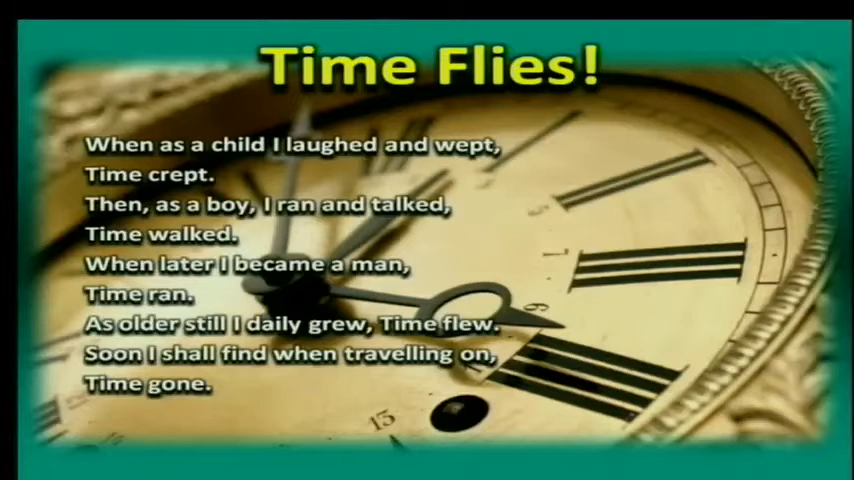 Time Flies!
When as a child I laughed and wept,
Time crept.
Then, as a boy, I ran and talked,
Time walked.
When later I became a man,
Time ran.
As older still I daily grew, Time flew.
Soon I shall find when travelling on,
Time gone.
13